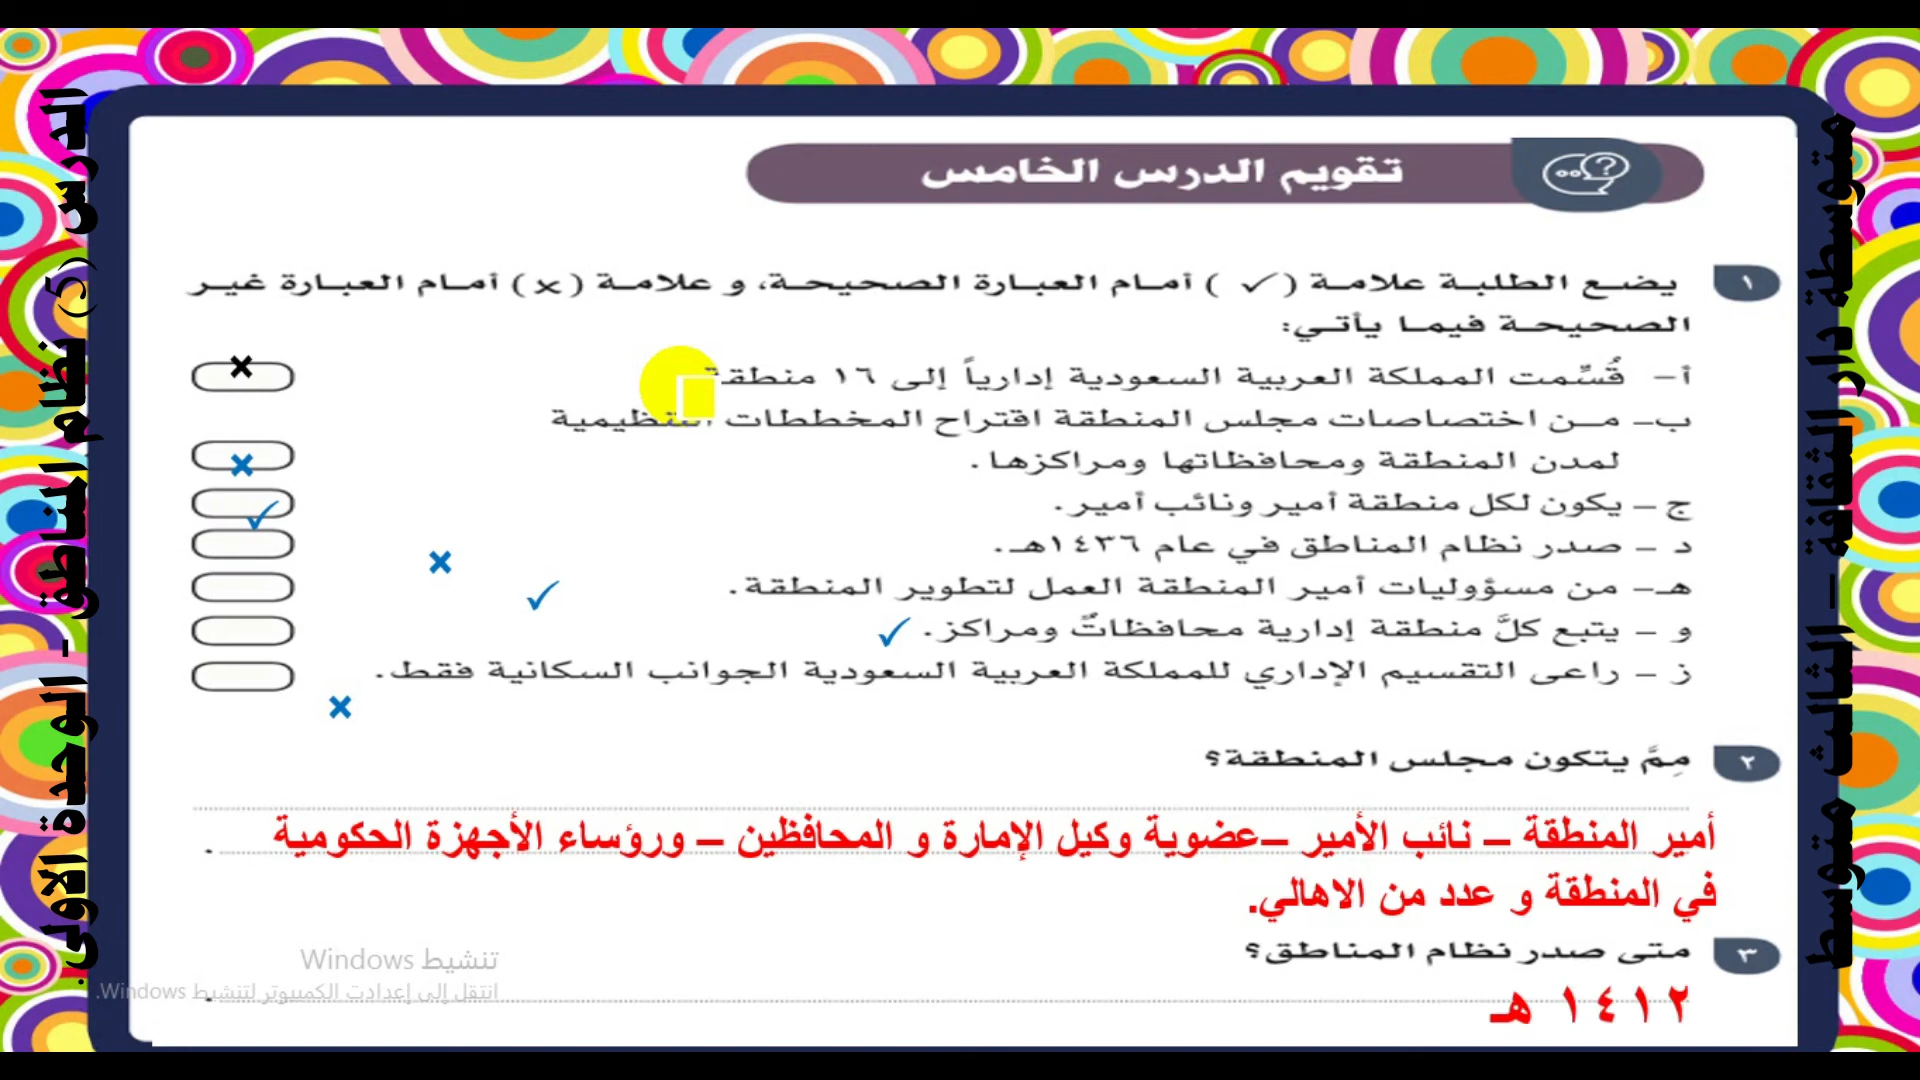 تقويم الدرس الخامس
١ يضع الطلبة علامة (✓) أمام العبارة الصحيحة، و علامة (x) أمام العبارة غير
الصحيحة فيما يأتي:
أ – قُسِّمت المملكة العربية السعودية إدارياً إلى ١٦ منطقة ×
ب– من اختصاصات مجلس المنطقة اقتراح المخططات التنظيمية
لمدن المنطقة ومحافظاتها ومراكزها. ×
ج – يكون لكل منطقة أمير ونائب أمير. ✓
د – صدر نظام المناطق في عام ١٤٣٦هـ. ×
هـ– من مسؤوليات أمير المنطقة العمل لتطوير المنطقة. ✓
و – يتبع كلَّ منطقة إدارية محافظاتٌ ومراكز. ✓
ز – راعى التقسيم الإداري للمملكة العربية السعودية الجوانب السكانية فقط. ×
٢ مِمَّ يتكون مجلس المنطقة؟
أمير المنطقة – نائب الأمير –عضوية وكيل الإمارة و المحافظين – ورؤساء الأجهزة الحكومية .
في المنطقة و عدد من الاهالي.
٣ متى صدر نظام المناطق؟
١٤١٢ هـ
تنشيط Windows
انتقل إلى إعدادت الكمبيوتر لتنشيط Windows.
متوسطة دار الثقافة – الثالث متوسط
الدرس (5) نظام المناطق - الوحدة الاولى.